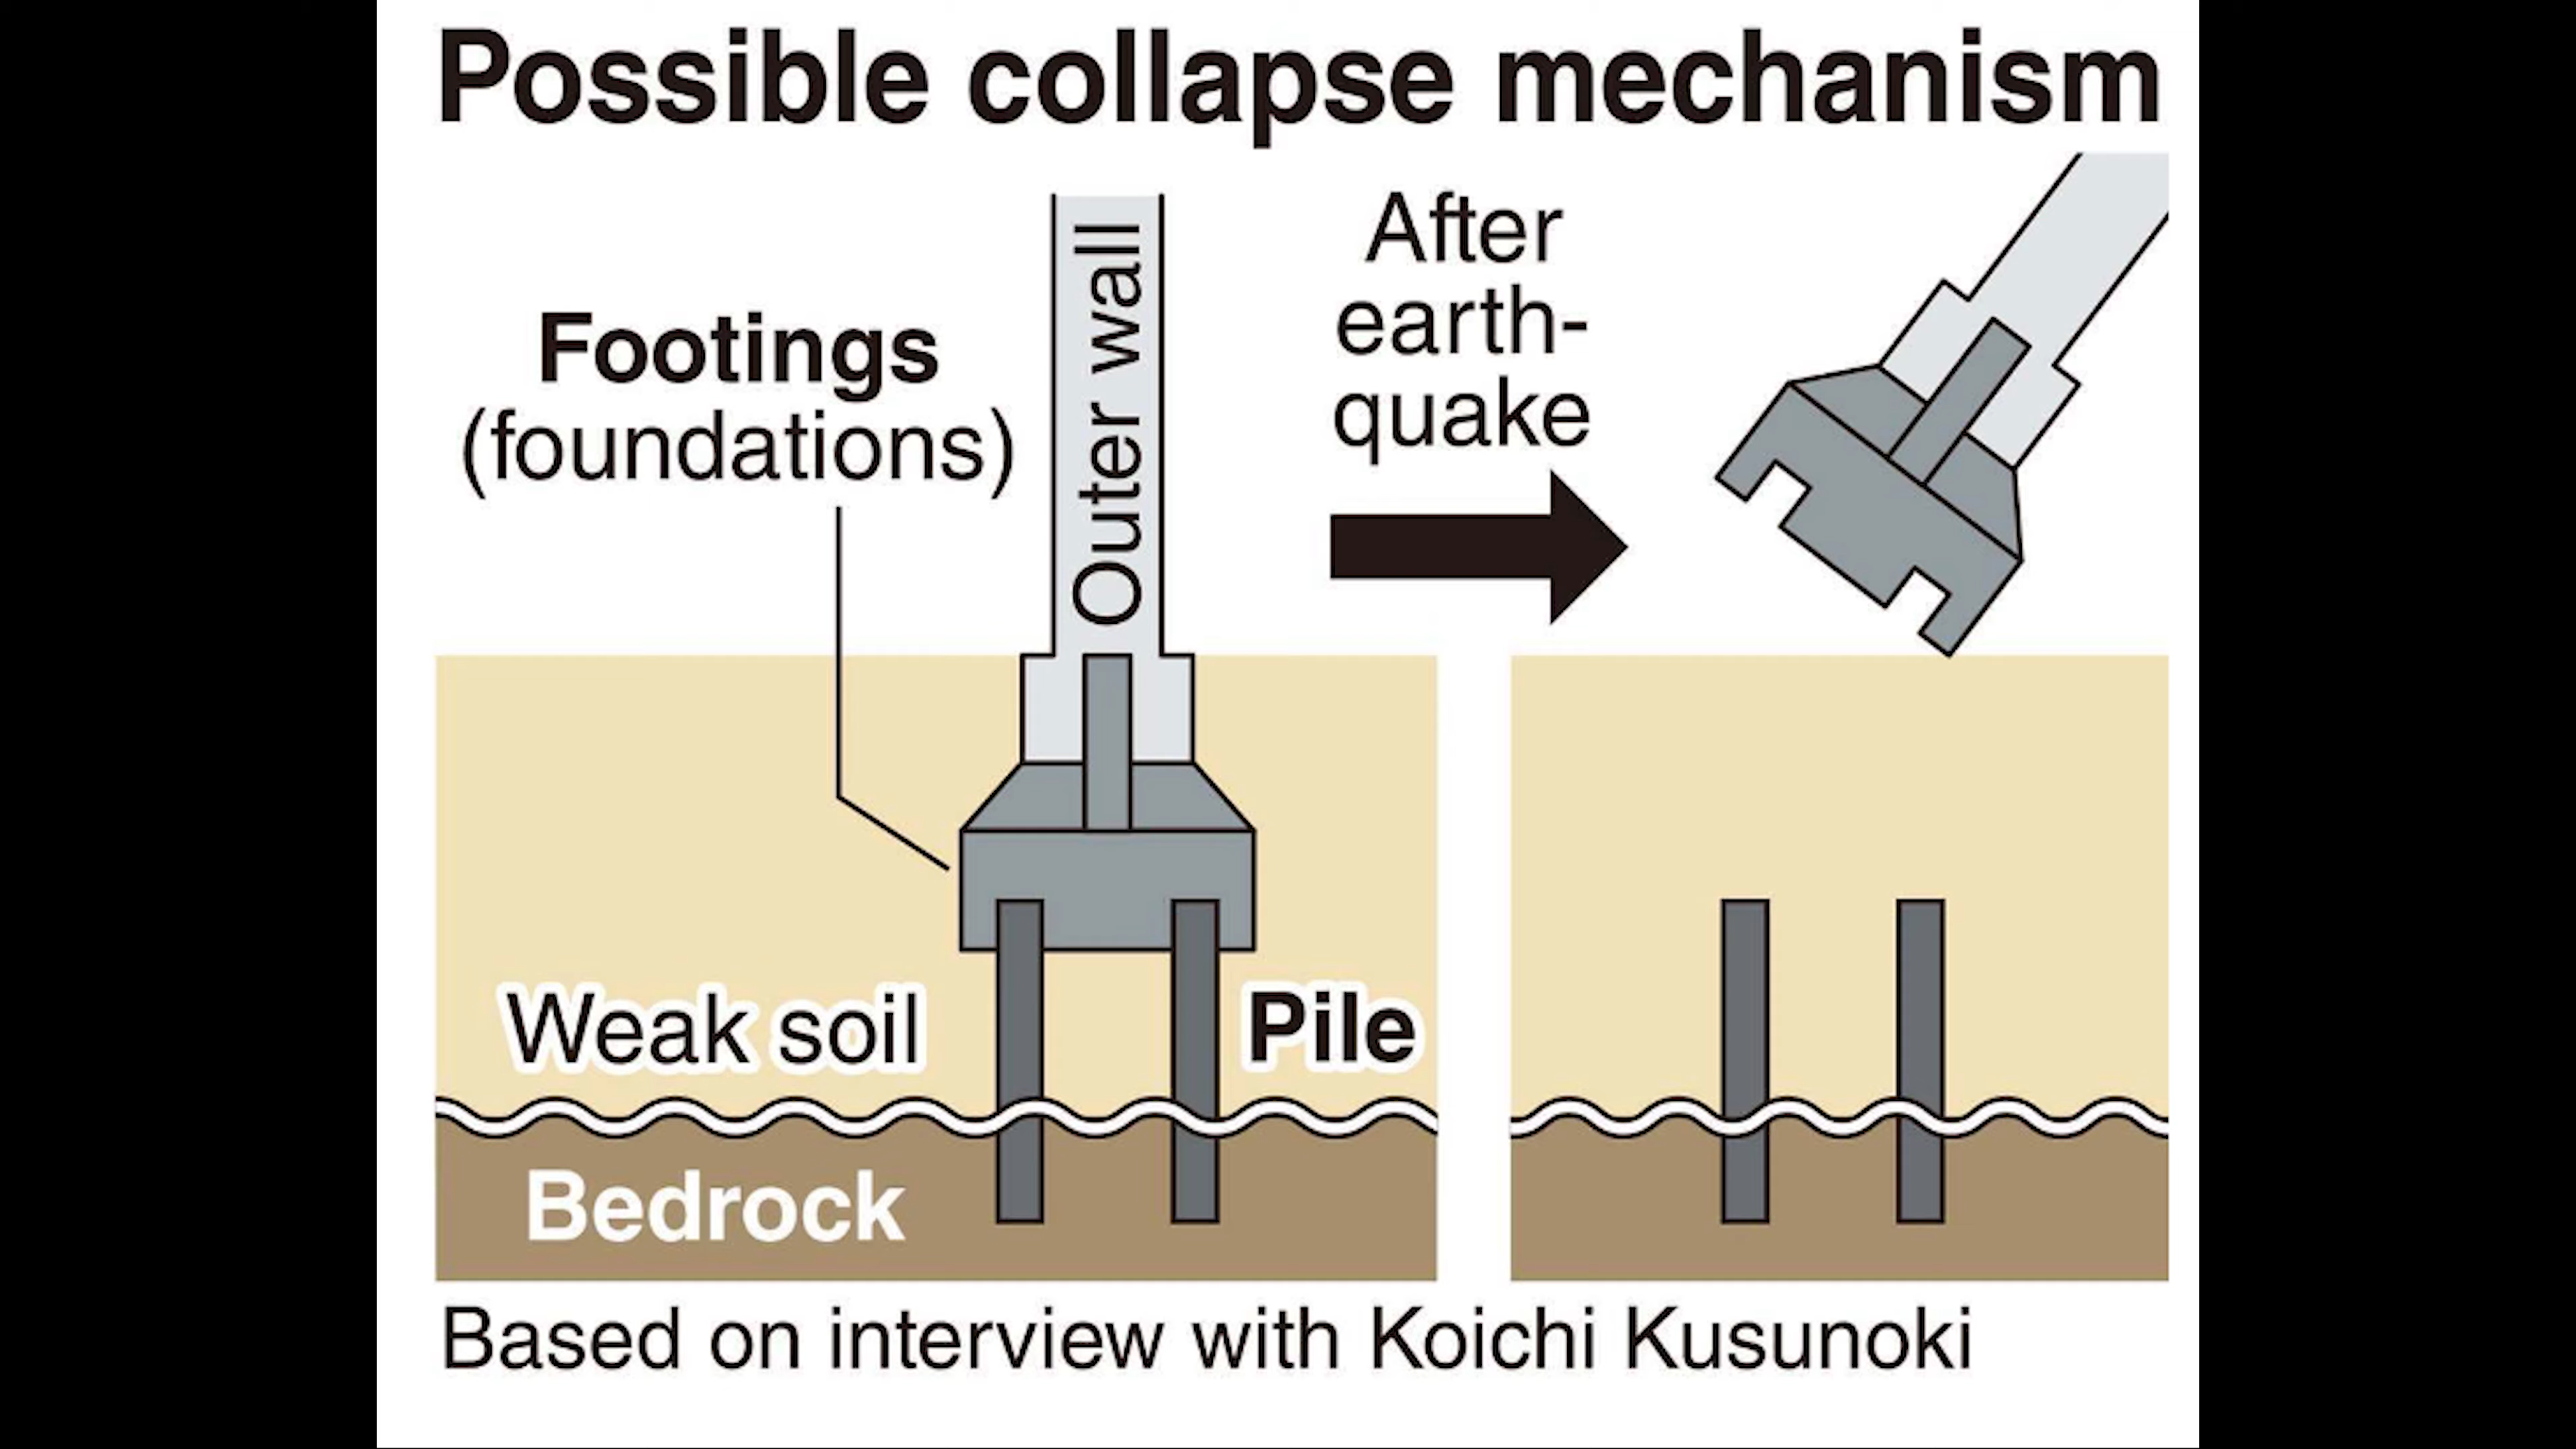 Possible collapse mechanism
Footings
(foundations)
Outer wall
After
earth-
quake
Weak soil
Pile
Bedrock
Based on interview with Koichi Kusunoki